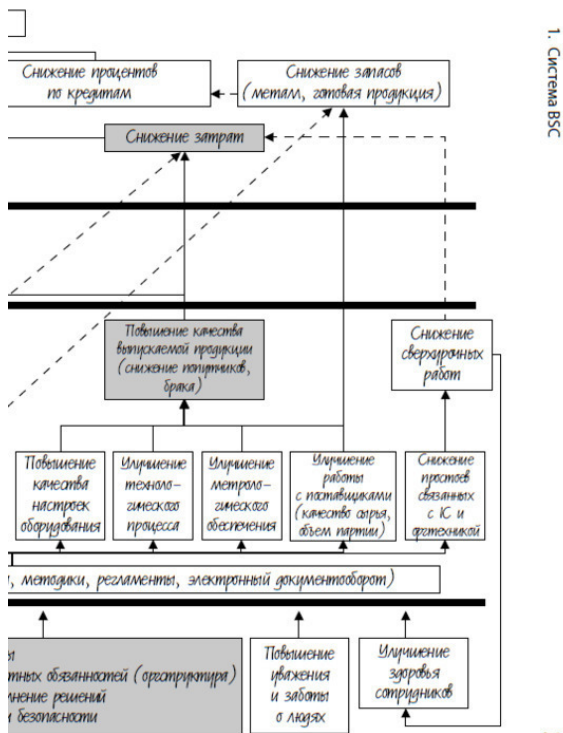 1. Система BSC
Снижение процентов
по кредитам
Снижение запасов
(металл, готовая продукция)
Снижение затрат
Повышение качества
выпускаемой продукции
(снижение попутчиков,
брака)
Снижение
сверхурочных
работ
Повышение
качества
настроек
оборудования
Улучшение
техноло-
гического
процесса
Улучшение
метроло-
гического
обеспечения
Улучшение
работы
с поставщиками
(качество сырья,
объем партии)
Снижение
простоев
связанных
с 1С и
оргтехникой
, методики, регламенты, электронный документооборот)
ы
тных обязанностей (оргструктура)
лнение решений
и безопасности
Повышение
уважения
и заботы
о людях
Улучшение
здоровья
сотрудников